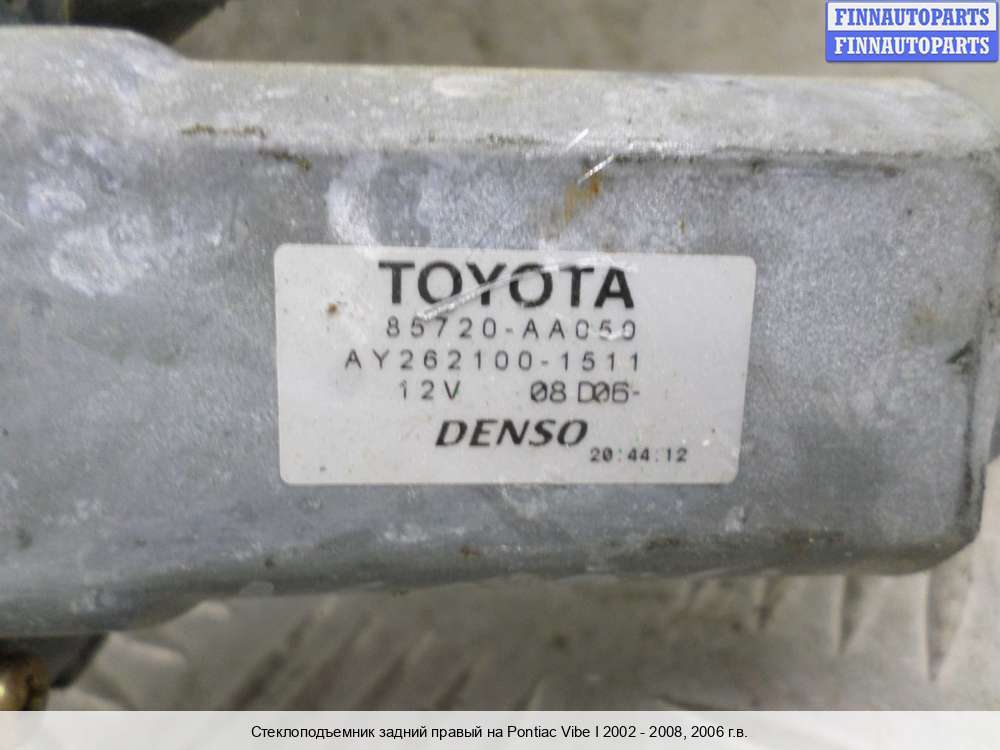 FINNAUTOPARTS
FINNAUTOPARTS
TOYOTA
85720-AA050
AY262100-1511
12V 08D06-
DENSO
20:44:12
Стеклоподъемник задний правый на Pontiac Vibe I 2002 - 2008, 2006 г.в.